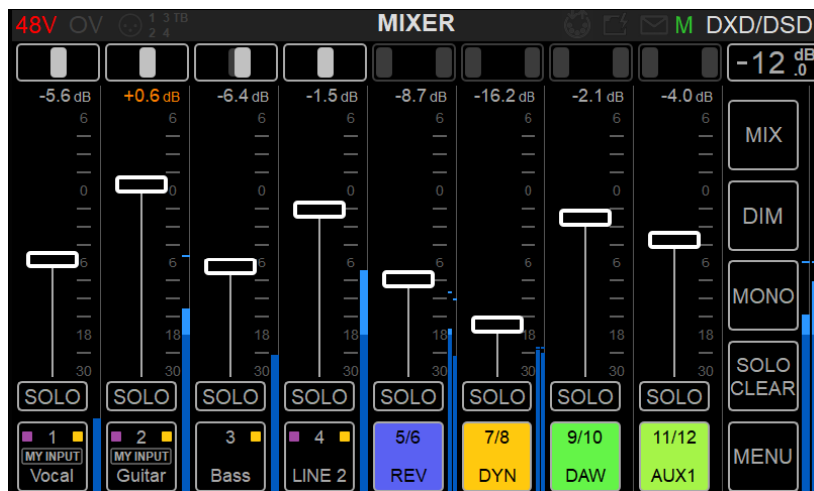 48V OV 1 3 TB MIXER M DXD/DSD
2 4
-12 dB
.0
-5.6 dB +0.6 dB -6.4 dB -1.5 dB -8.7 dB -16.2 dB -2.1 dB -4.0 dB
6 6 6 6 6 6 6 6
MIX
0 0 0 0 0 0 0 0
DIM
6 6 6 6 6 6 6 6
MONO
18 18 18 18 18 18 18 18
30 30 30 30 30 30 30 30
SOLO
CLEAR
SOLO SOLO SOLO SOLO SOLO SOLO SOLO SOLO
1 2 3 4 5/6 7/8 9/10 11/12
MY INPUT MY INPUT
MENU
Vocal Guitar Bass LINE 2 REV DYN DAW AUX1